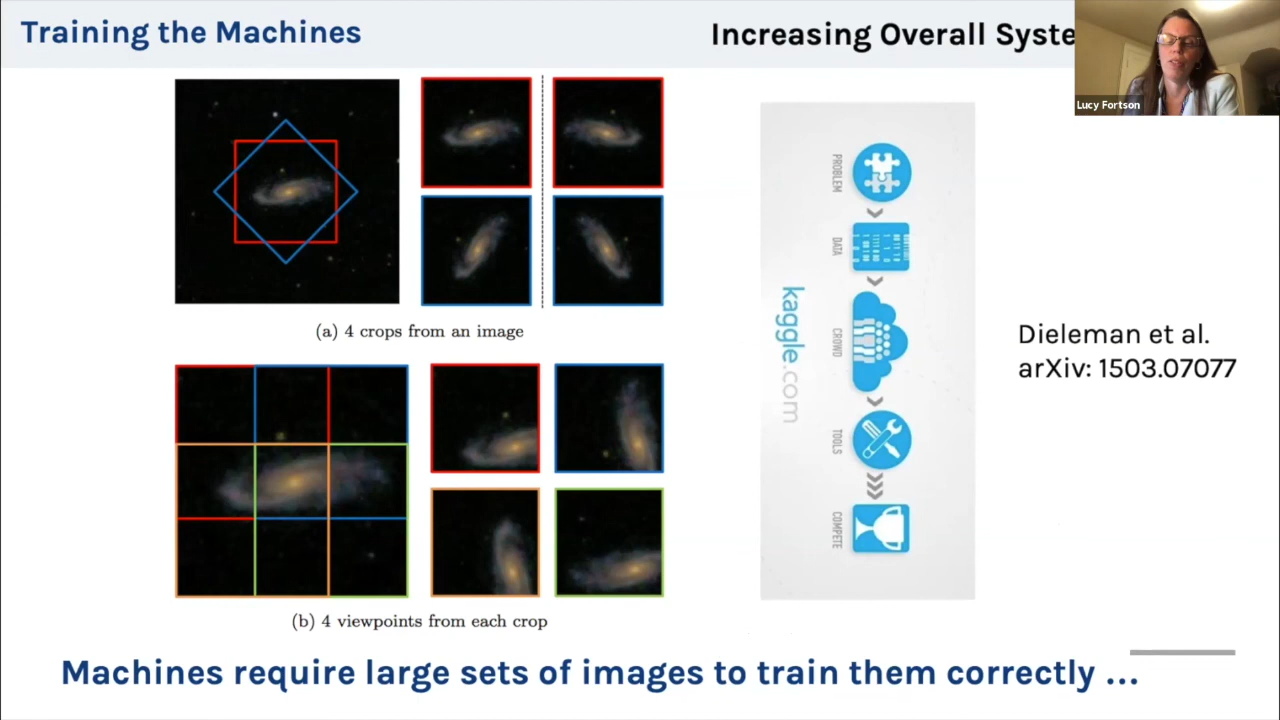 Training the Machines
Increasing Overall Syste
Lucy Fortson
(a) 4 crops from an image
(b) 4 viewpoints from each crop
PROBLEM
DATA
CROWD
TOOLS
COMPETE
kaggle.com
Dieleman et al.
arXiv: 1503.07077
Machines require large sets of images to train them correctly ...